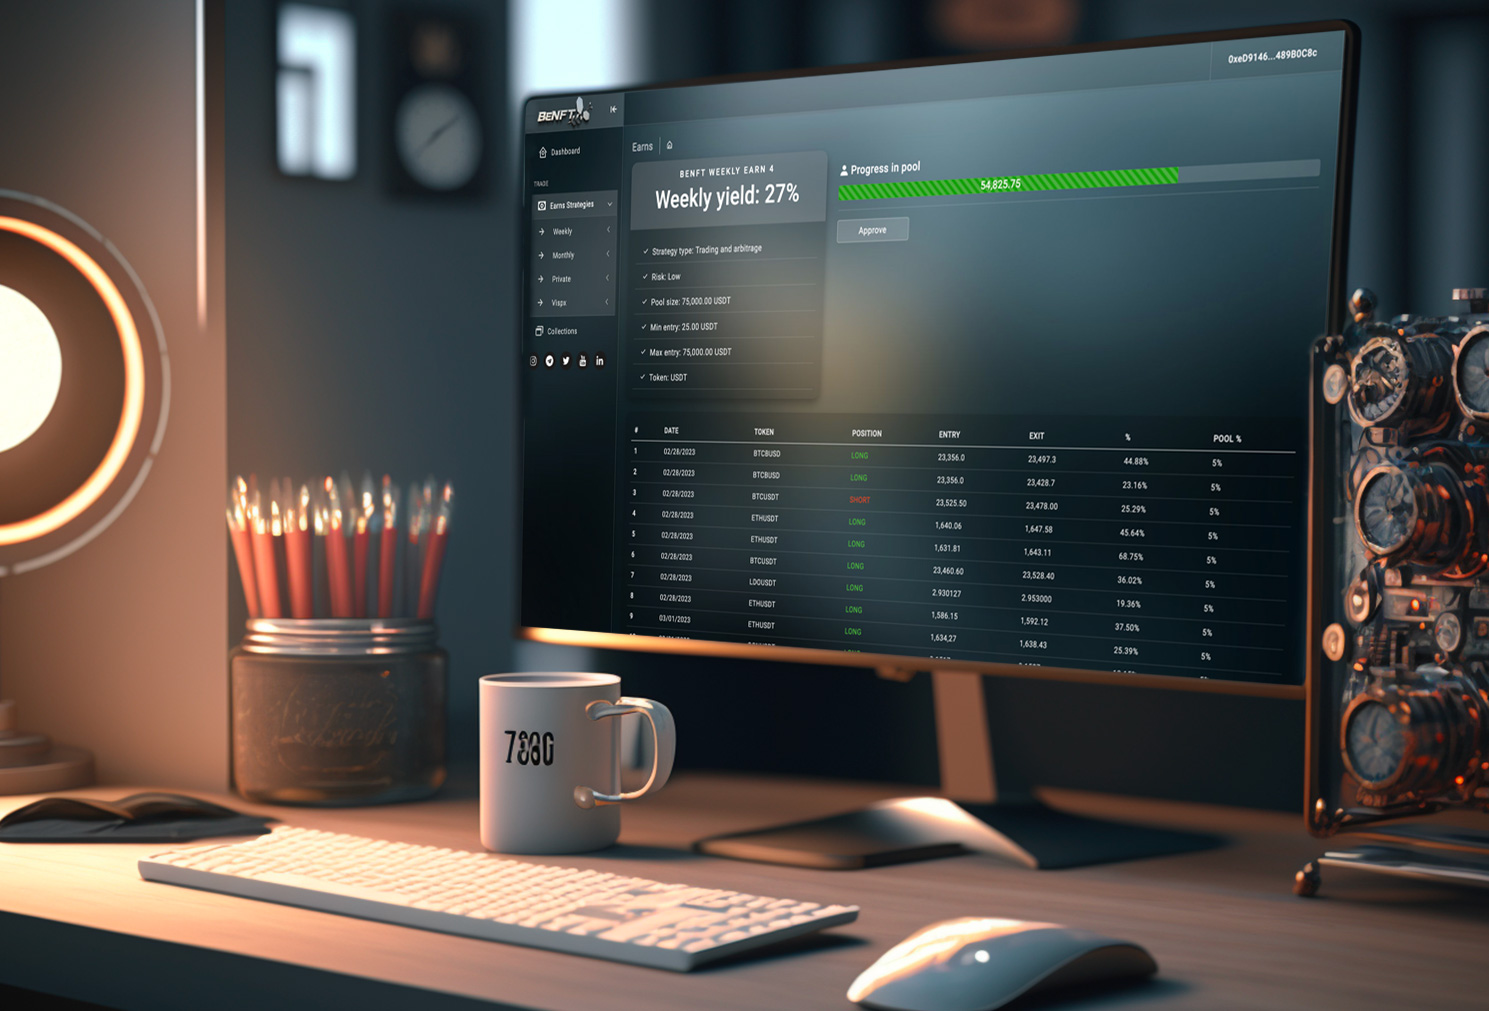 0xeD9146...489B0C8c
BENFT
Dashboard
TRADE
Earns Strategies
Weekly
Monthly
Private
Vispx
Collections
Earns
BENFT WEEKLY EARN 4
Weekly yield: 27%
Strategy type: Trading and arbitrage
Risk: Low
Pool size: 75,000.00 USDT
Min entry: 25.00 USDT
Max entry: 75,000.00 USDT
Token: USDT
Progress in pool
54,825.75
Approve
# DATE TOKEN POSITION ENTRY EXIT % POOL %
1 02/28/2023 BTCBUSD LONG 23,356.0 23,497.3 44.88% 5%
2 02/28/2023 BTCBUSD LONG 23,356.0 23,428.7 23.16% 5%
3 02/28/2023 BTCUSDT SHORT 23,525.50 23,478.00 25.29% 5%
4 02/28/2023 ETHUSDT LONG 1,640.06 1,647.58 45.64% 5%
5 02/28/2023 ETHUSDT LONG 1,631.81 1,643.11 68.75% 5%
6 02/28/2023 BTCUSDT LONG 23,460.60 23,528.40 36.02% 5%
7 02/28/2023 LDOUSDT LONG 2.930127 2.953000 19.36% 5%
8 02/28/2023 ETHUSDT LONG 1,586.15 1,592.12 37.50% 5%
9 03/01/2023 ETHUSDT LONG 1,634,27 1,638.43 25.39% 5%